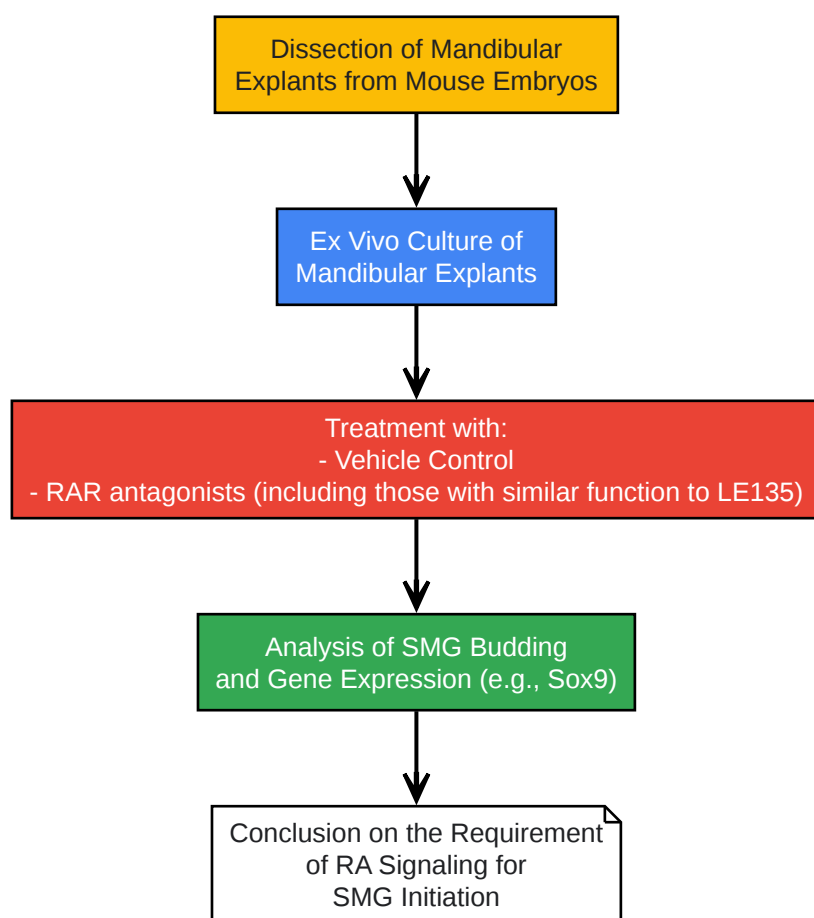 Dissection of Mandibular
Explants from Mouse Embryos
Ex Vivo Culture of
Mandibular Explants
Treatment with:
- Vehicle Control
- RAR antagonists (including those with similar function to LE135)
Analysis of SMG Budding
and Gene Expression (e.g., Sox9)
Conclusion on the Requirement
of RA Signaling for
SMG Initiation